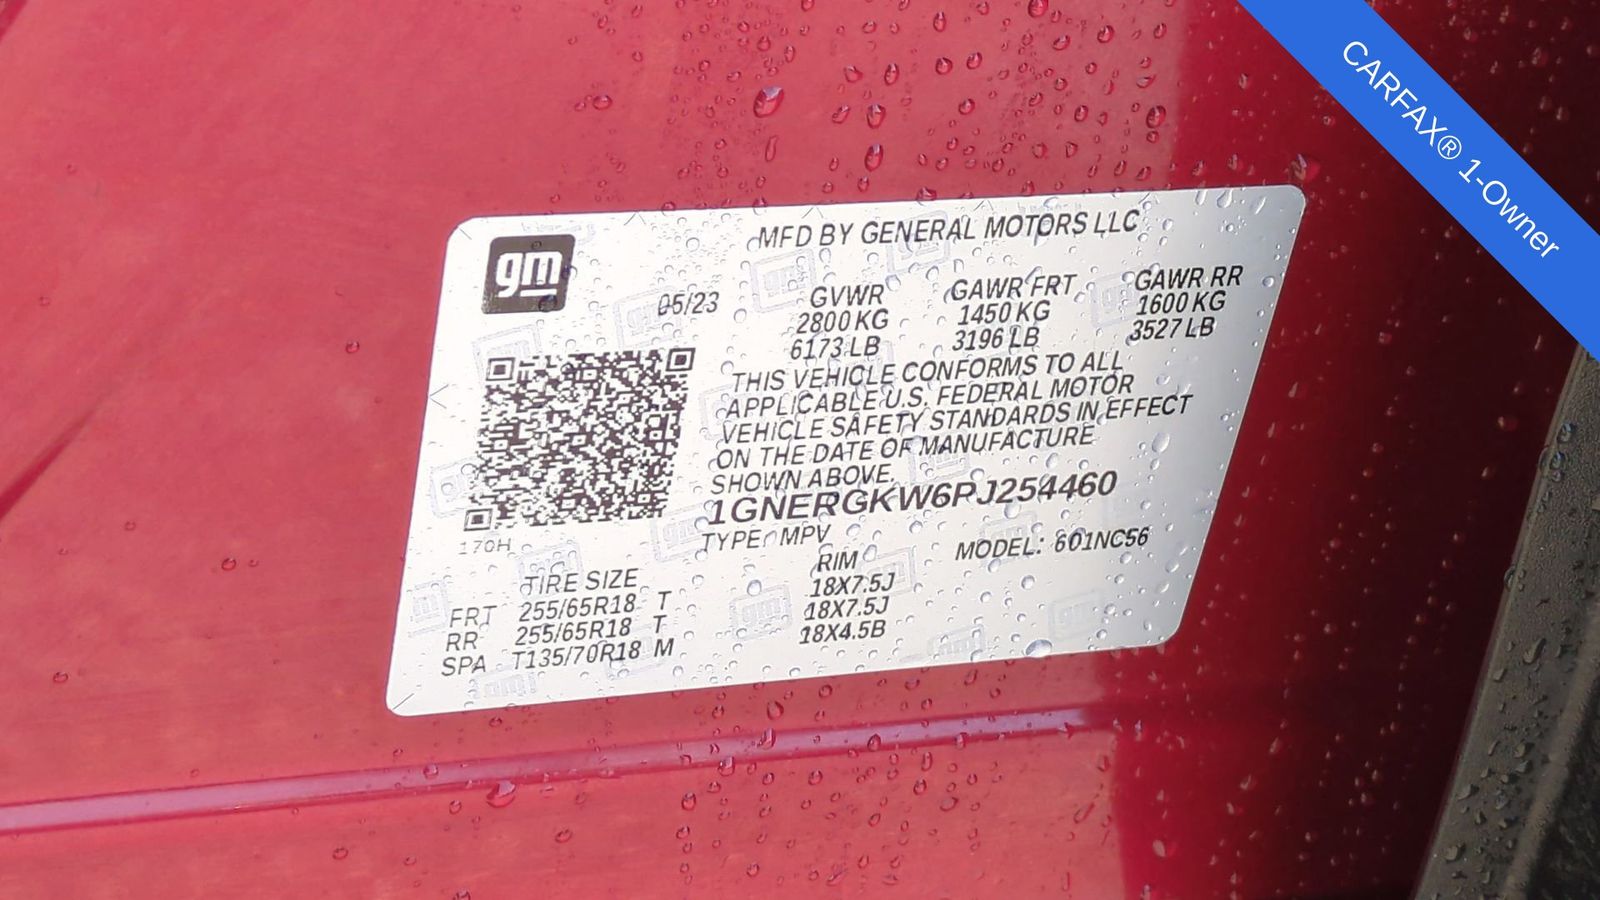 CARFAX® 1-Owner
gm
MFD BY GENERAL MOTORS LLC
05/23 GVWR GAWR FRT GAWR RR
2800 KG 1450 KG 1600 KG
6173 LB 3196 LB 3527 LB
THIS VEHICLE CONFORMS TO ALL
APPLICABLE U.S. FEDERAL MOTOR
VEHICLE SAFETY STANDARDS IN EFFECT
ON THE DATE OF MANUFACTURE
SHOWN ABOVE.
1GNERGKW6PJ254460
170H
TYPE: MPV MODEL: 601NC56
TIRE SIZE RIM
FRT 255/65R18 T 18X7.5J
RR 255/65R18 T 18X7.5J
SPA T135/70R18 M 18X4.5B